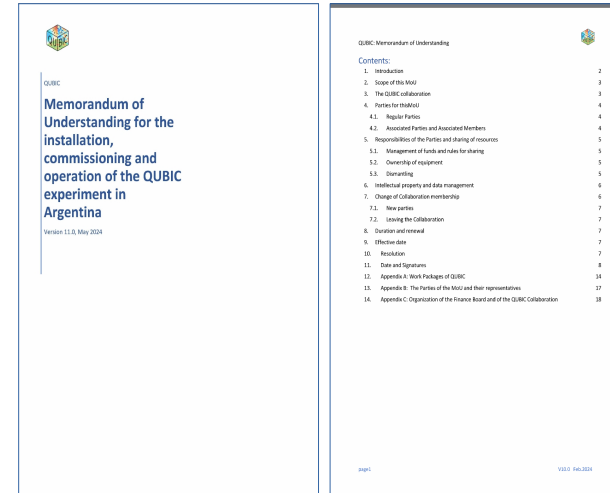 QUBIC
QUBIC
Memorandum of
Understanding for the
installation,
commissioning and
operation of the QUBIC
experiment in
Argentina
Version 11.0, May 2024
QUBIC: Memorandum of Understanding
Contents:
1. Introduction 2
2. Scope of this MoU 3
3. The QUBIC collaboration 3
4. Parties for thisMoU 4
4.1. Regular Parties 4
4.2. Associated Parties and Associated Members 4
5. Responsibilities of the Parties and sharing of resources 5
5.1. Management of funds and rules for sharing 5
5.2. Ownership of equipment 5
5.3. Dismantling 5
6. Intellectual property and data management 6
7. Change of Collaboration membership 6
7.1. New parties 7
7.2. Leaving the Collaboration 7
8. Duration and renewal 7
9. Effective date 7
10. Resolution 7
11. Date and Signatures 8
12. Appendix A: Work Packages of QUBIC 14
13. Appendix B: The Parties of the MoU and their representatives 17
14. Appendix C: Organization of the Finance Board and of the QUBIC Collaboration 18
page1 V10.0 Feb.2024